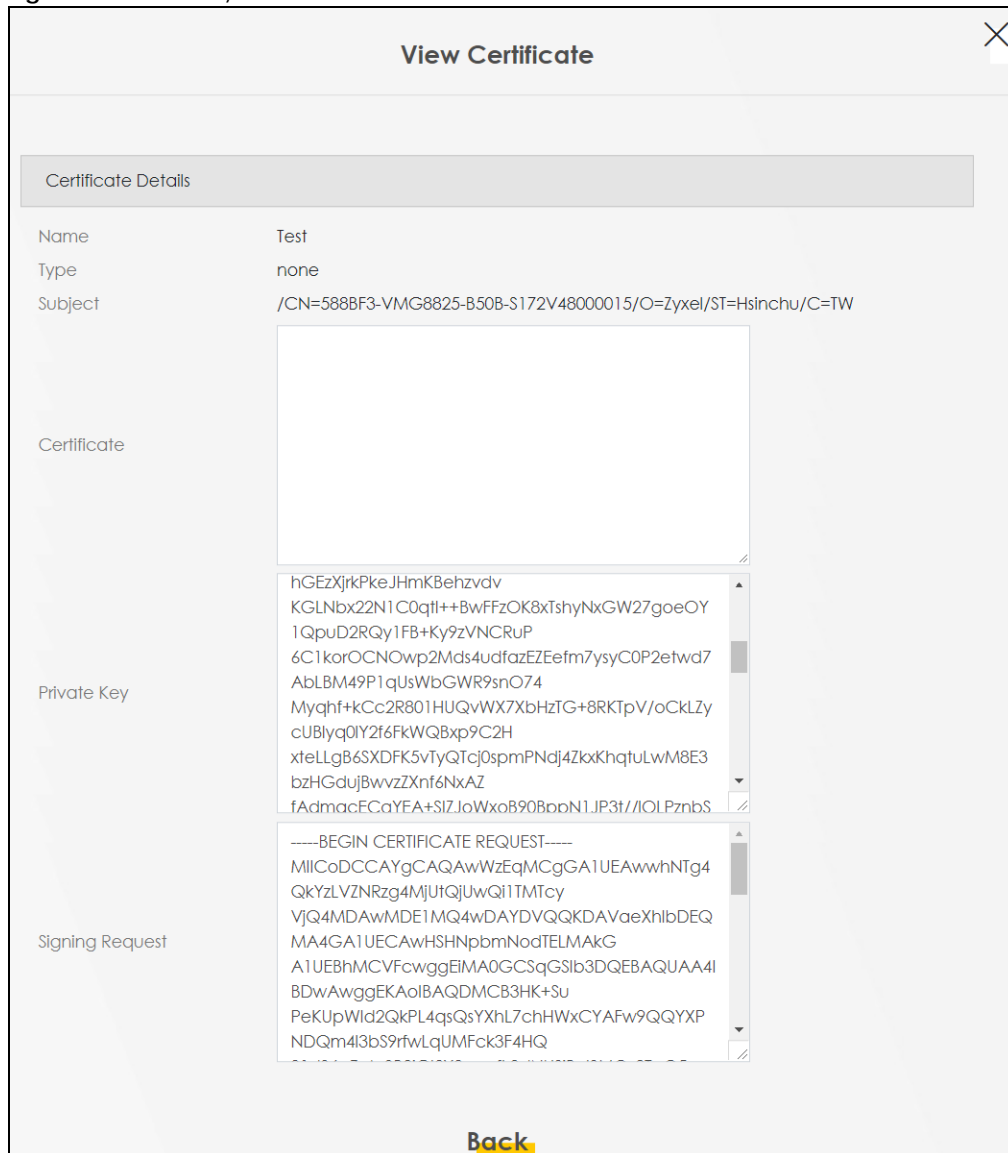 View Certificate
Certificate Details
Name Test
Type none
Subject /CN=588BF3-VMG8825-B50B-S172V48000015/O=Zyxel/ST=Hsinchu/C=TW
Certificate
Private Key
hGEzXjrkPkeJHmKBehzvdv
KGLNbx22N1C0qtI++BwFFzOK8xTshyNxGW27goeOY
1QpuD2RQy1FB+Ky9zVNCRuP
6C1korOCNOwp2Mds4udfazEZEefm7ysyC0P2etwd7
AbLBM49P1qUsWbGWR9snO74
Myqhf+kCc2R801HUQvWX7XbHzTG+8RKTpV/oCkLZy
cUBlyq0lY2f6FkWQBxp9C2H
xteLLgB6SXDFK5vTyQTcj0spmPNdj4ZkxKhqtuLwM8E3
bzHGdujBwvzZXnf6NxAZ
Signing Request
-----BEGIN CERTIFICATE REQUEST-----
MIICoDCCAYgCAQAwWzEqMCgGA1UEAwwhNTg4
QkYzLVZNRzg4MjUtQjUwQi1TMTcy
VjQ4MDAwMDE1MQ4wDAYDVQQKDAVaeXhlbDEQ
MA4GA1UECAwHSHNpbmNodTELMAkG
A1UEBhMCVFcwggEiMA0GCSqGSIb3DQEBAQUAA4I
BDwAwggEKAoIBAQDMCB3HK+Su
PeKUpWId2QkPL4qsQsYXhL7chHWxCYAFw9QQYXP
NDQm4l3bS9rfwLqUMFck3F4HQ
Back